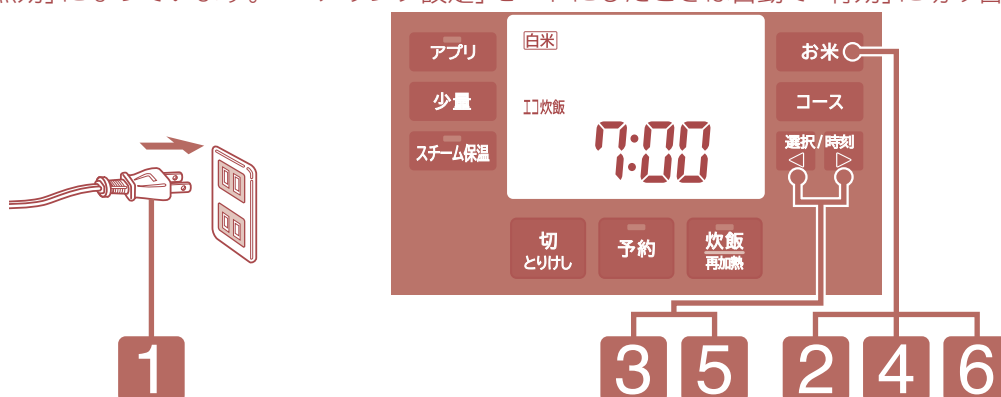 アプリ
少量
スチーム保温
白米
エコ炊飯
7:00
お米
コース
選択/時刻
切
とりけし
予約
炊飯
再加熱
1
3
5
2
4
6